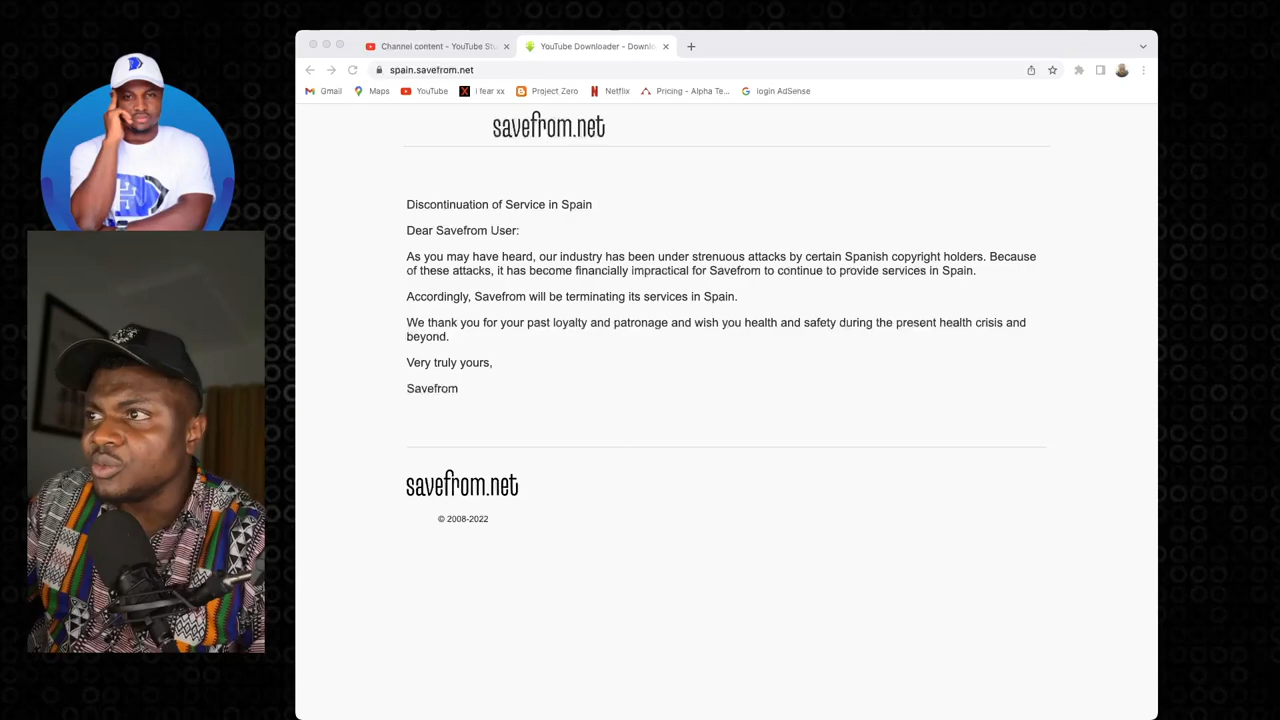 Channel content - YouTube Stu
YouTube Downloader - Downlo
spain.savefrom.net
Gmail
Maps
YouTube
I fear xx
Project Zero
Netflix
Pricing - Alpha Te...
login AdSense
savefrom.net
Discontinuation of Service in Spain
Dear Savefrom User:
As you may have heard, our industry has been under strenuous attacks by certain Spanish copyright holders. Because
of these attacks, it has become financially impractical for Savefrom to continue to provide services in Spain.
Accordingly, Savefrom will be terminating its services in Spain.
We thank you for your past loyalty and patronage and wish you health and safety during the present health crisis and
beyond.
Very truly yours,
Savefrom
savefrom.net
© 2008-2022